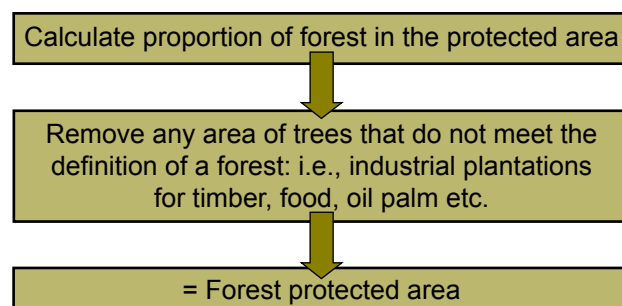 Calculate proportion of forest in the protected area
Remove any area of trees that do not meet the
definition of a forest: i.e., industrial plantations
for timber, food, oil palm etc.
= Forest protected area